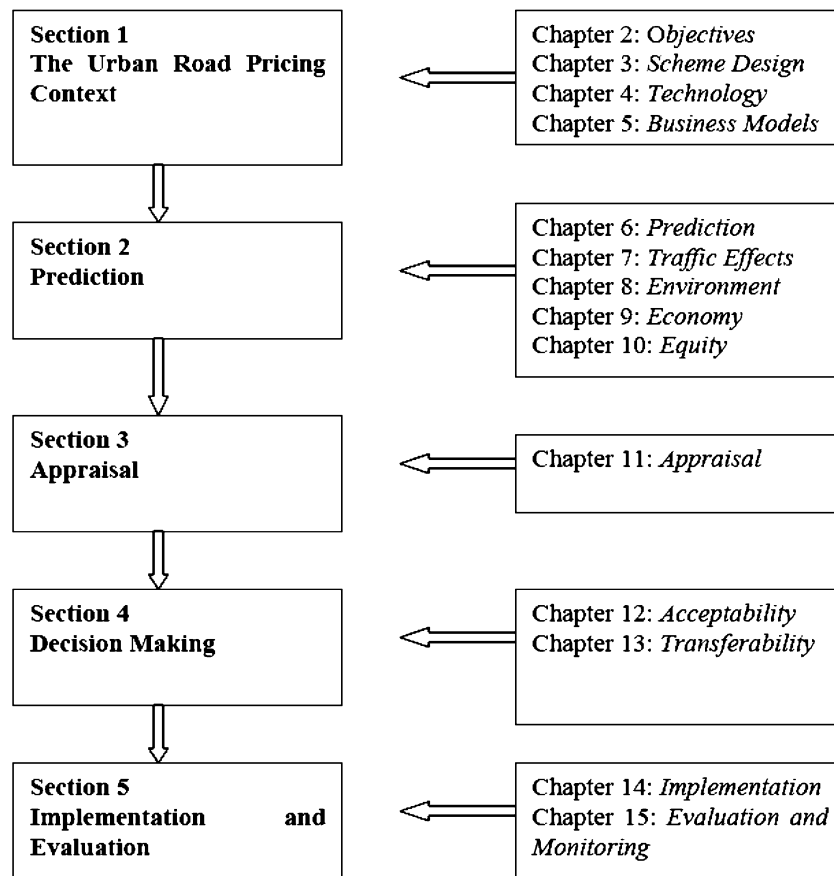 Section 1
The Urban Road Pricing
Context
Chapter 2: Objectives
Chapter 3: Scheme Design
Chapter 4: Technology
Chapter 5: Business Models
Section 2
Prediction
Chapter 6: Prediction
Chapter 7: Traffic Effects
Chapter 8: Environment
Chapter 9: Economy
Chapter 10: Equity
Section 3
Appraisal
Chapter 11: Appraisal
Section 4
Decision Making
Chapter 12: Acceptability
Chapter 13: Transferability
Section 5
Implementation and
Evaluation
Chapter 14: Implementation
Chapter 15: Evaluation and
Monitoring